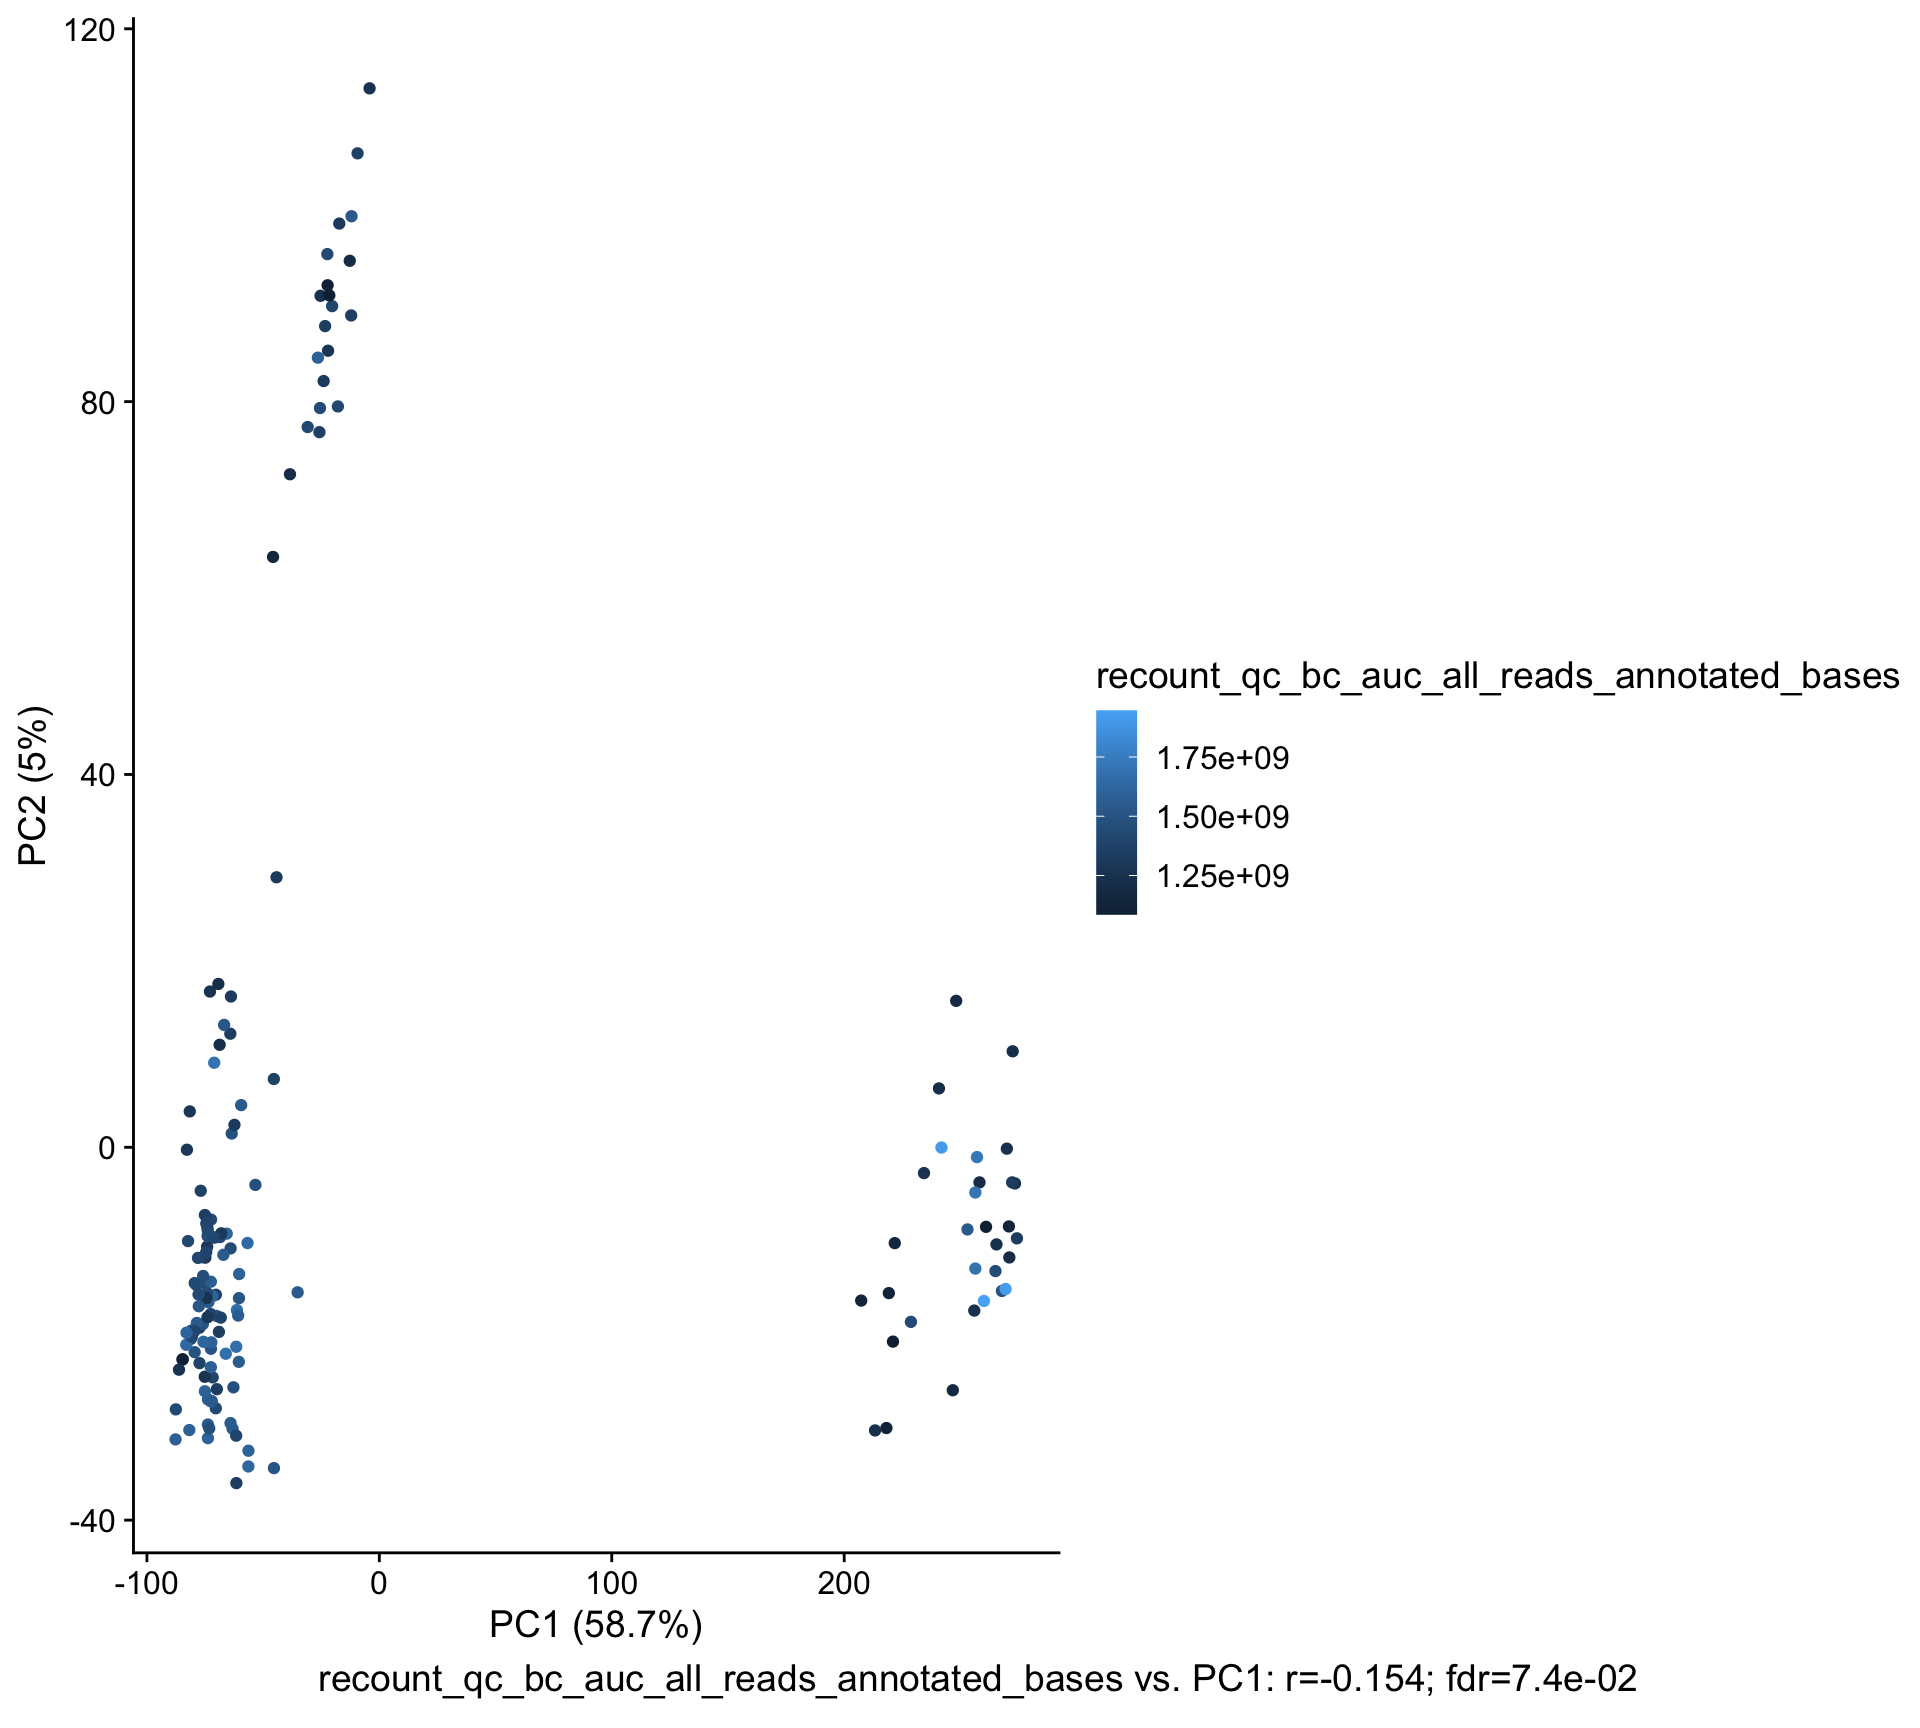 120
80
40
0
-40
PC2 (5%)
-100
0
100
200
PC1 (58.7%)
recount_qc_bc_auc_all_reads_annotated_bases
1.75e+09
1.50e+09
1.25e+09
recount_qc_bc_auc_all_reads_annotated_bases vs. PC1: r=-0.154; fdr=7.4e-02